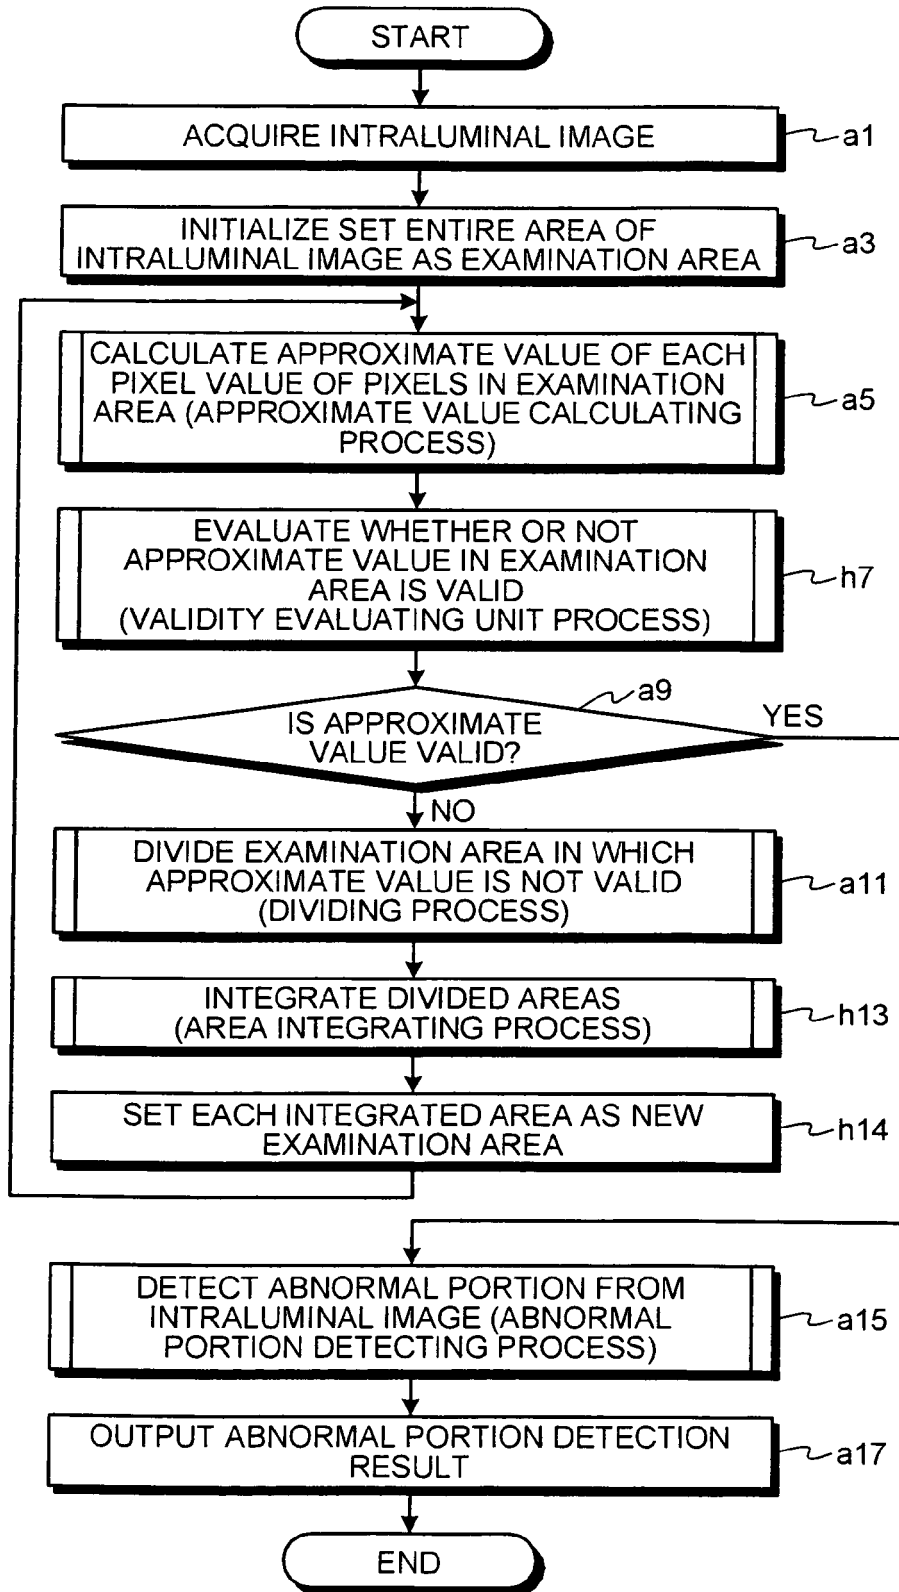 START
ACQUIRE INTRALUMINAL IMAGE
a1
INITIALIZE SET ENTIRE AREA OF
INTRALUMINAL IMAGE AS EXAMINATION AREA
a3
CALCULATE APPROXIMATE VALUE OF EACH
PIXEL VALUE OF PIXELS IN EXAMINATION
AREA (APPROXIMATE VALUE CALCULATING
PROCESS)
a5
EVALUATE WHETHER OR NOT
APPROXIMATE VALUE IN EXAMINATION
AREA IS VALID
(VALIDITY EVALUATING UNIT PROCESS)
h7
a9
IS APPROXIMATE
VALUE VALID?
YES
NO
DIVIDE EXAMINATION AREA IN WHICH
APPROXIMATE VALUE IS NOT VALID
(DIVIDING PROCESS)
a11
INTEGRATE DIVIDED AREAS
(AREA INTEGRATING PROCESS)
h13
SET EACH INTEGRATED AREA AS NEW
EXAMINATION AREA
h14
DETECT ABNORMAL PORTION FROM
INTRALUMINAL IMAGE (ABNORMAL
PORTION DETECTING PROCESS)
a15
OUTPUT ABNORMAL PORTION DETECTION
RESULT
a17
END